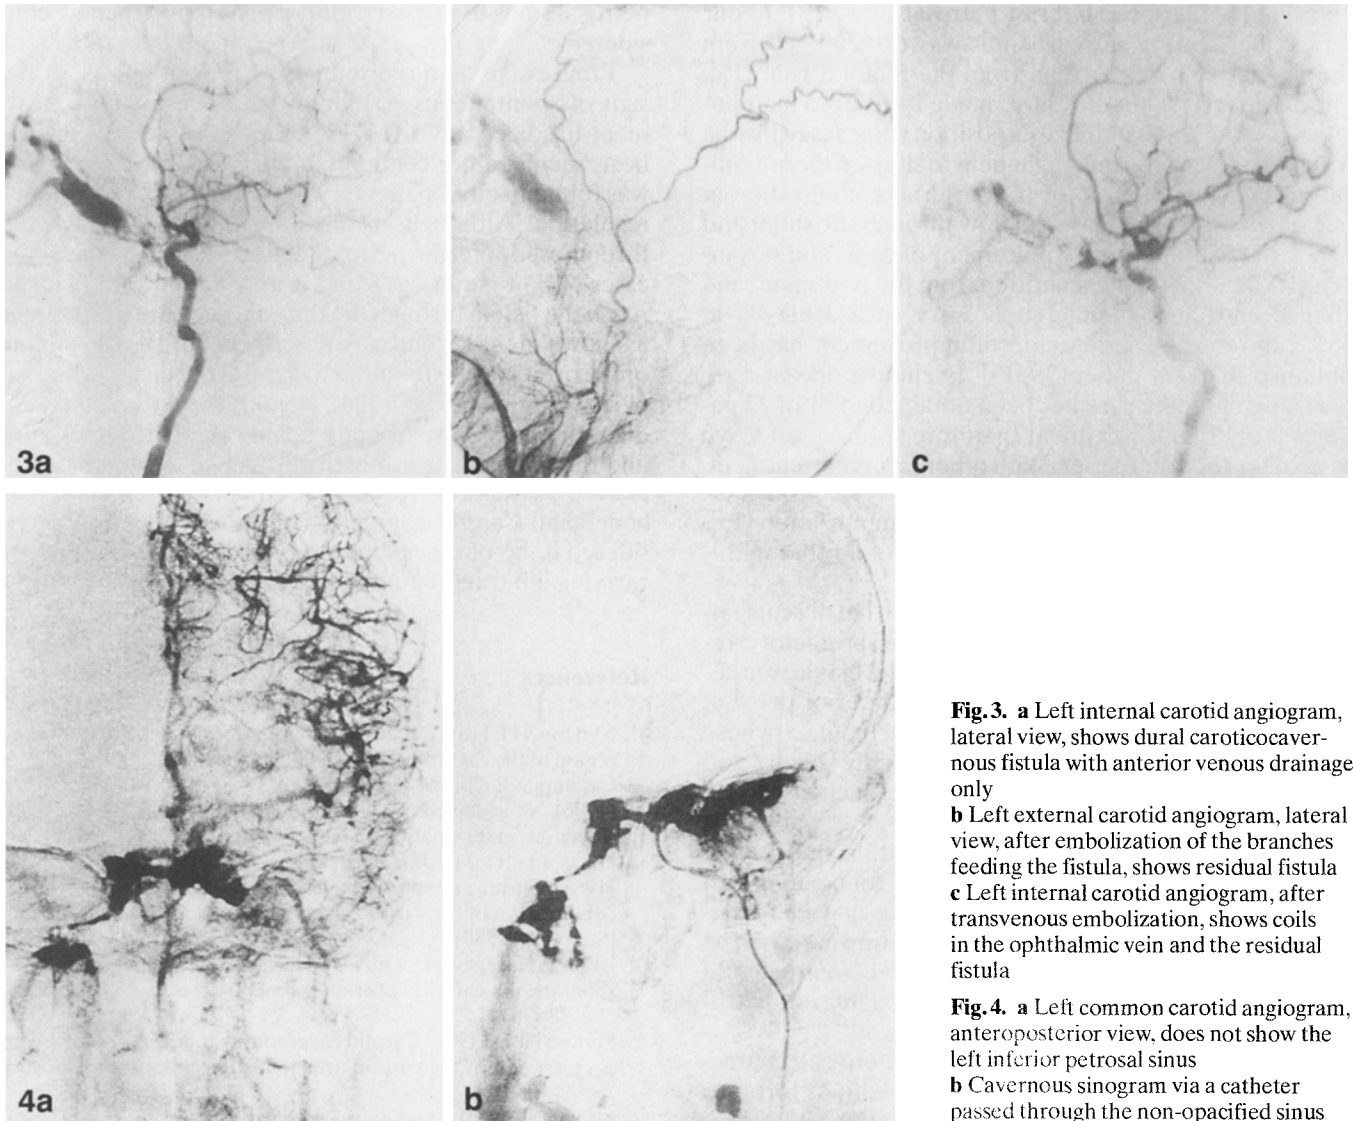 3a
b
c
4a
b
Fig. 3. a Left internal carotid angiogram,
lateral view, shows dural caroticocaver-
nous fistula with anterior venous drainage
only
b Left external carotid angiogram, lateral
view, after embolization of the branches
feeding the fistula, shows residual fistula
c Left internal carotid angiogram, after
transvenous embolization, shows coils
in the ophthalmic vein and the residual
fistula
Fig. 4. a Left common carotid angiogram,
anteroposterior view, does not show the
left inferior petrosal sinus
b Cavernous sinogram via a catheter
passed through the non-opacified sinus